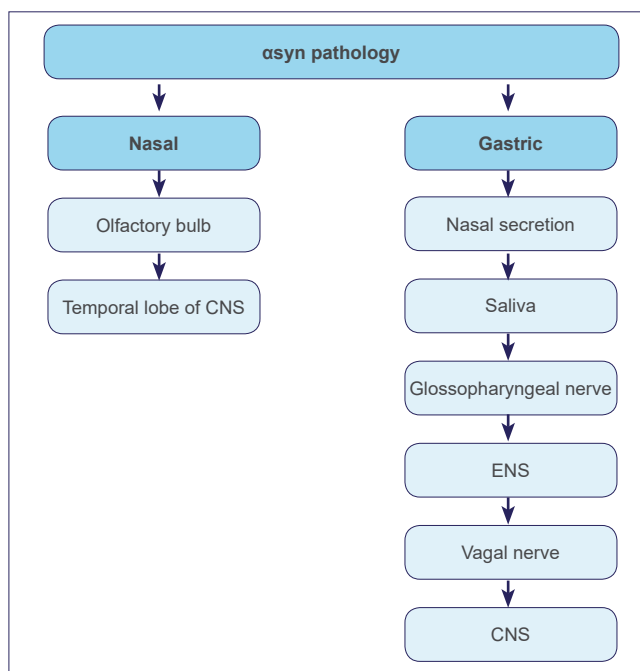 αsyn pathology
Nasal
Olfactory bulb
Temporal lobe of CNS
Gastric
Nasal secretion
Saliva
Glossopharyngeal nerve
ENS
Vagal nerve
CNS